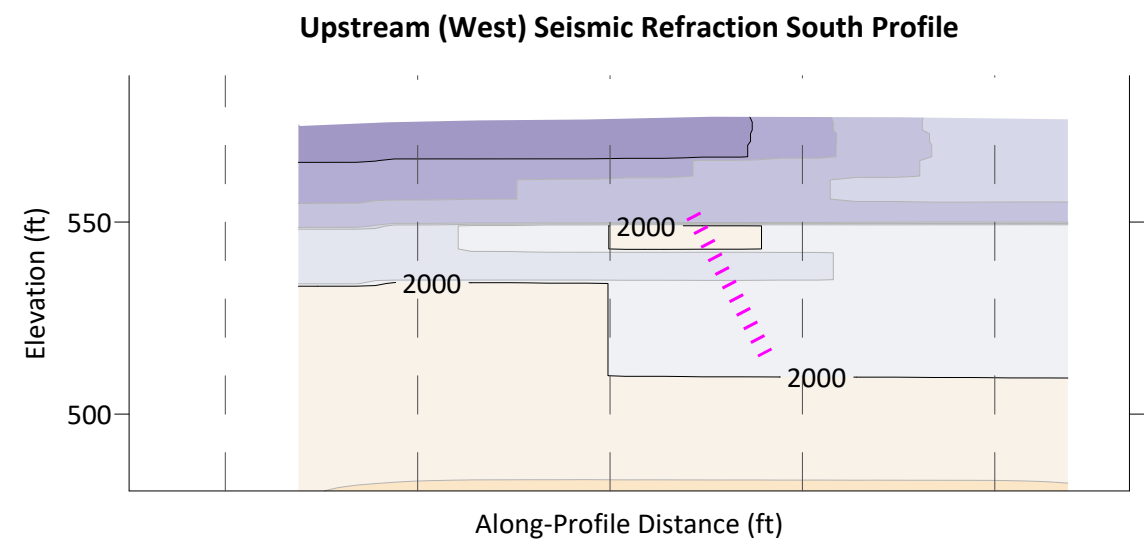 Upstream (West) Seismic Refraction South Profile
Elevation (ft)
550
2000
2000
2000
500
Along-Profile Distance (ft)